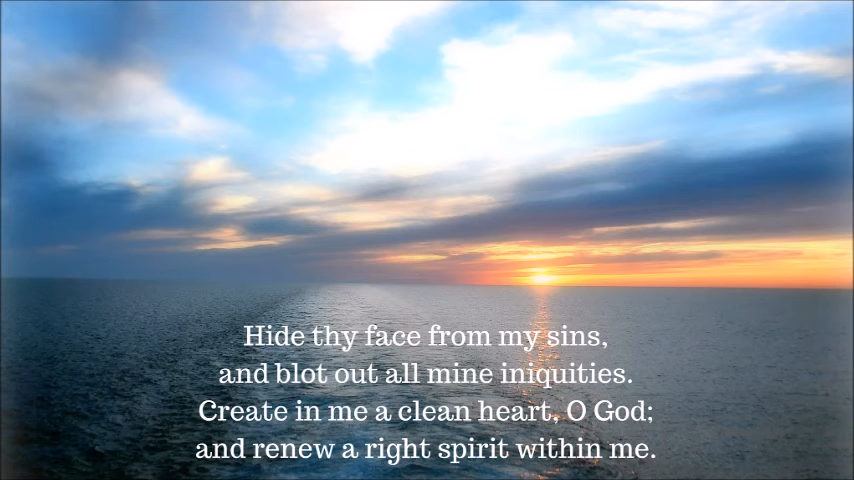 Hide thy face from my sins,
and blot out all mine iniquities.
Create in me a clean heart, O God;
and renew a right spirit within me.